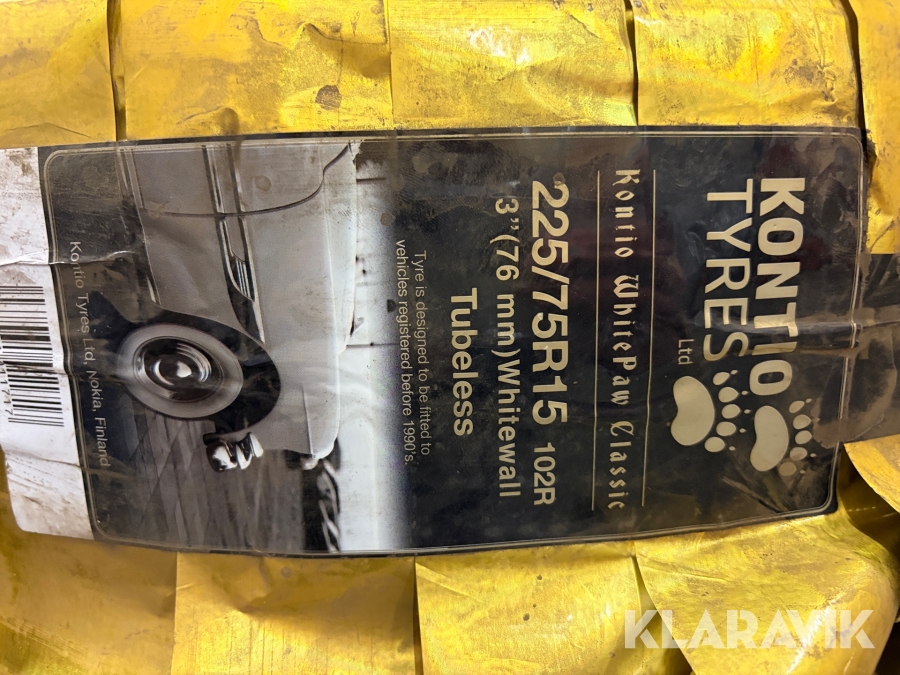 KONTIO
TYRES
Ltd
Kontio WhitePaw Classic
225/75R15 102R
3"(76 mm)Whitewall
Tubeless
Tyre is designed to be fitted to
vehicles registered before 1990's.
Kontio Tyres Ltd, Nokia, Finland
KLARAVIK